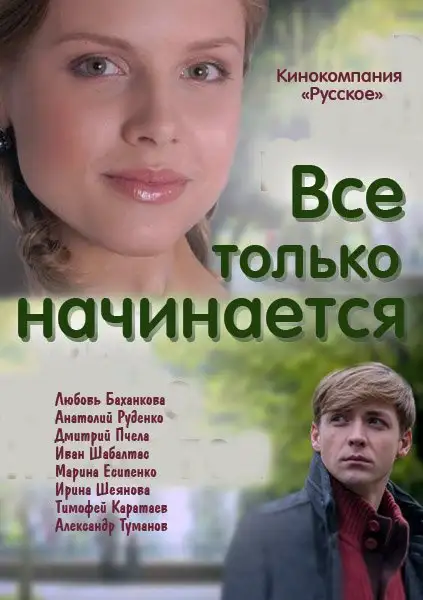 Кинокомпания
«Русское»
Все
только
начинается
Любовь Баханкова
Анатолий Руденко
Дмитрий Пчела
Иван Шабалтас
Марина Есипенко
Ирина Шеянова
Тимофей Каратаев
Александр Туманов